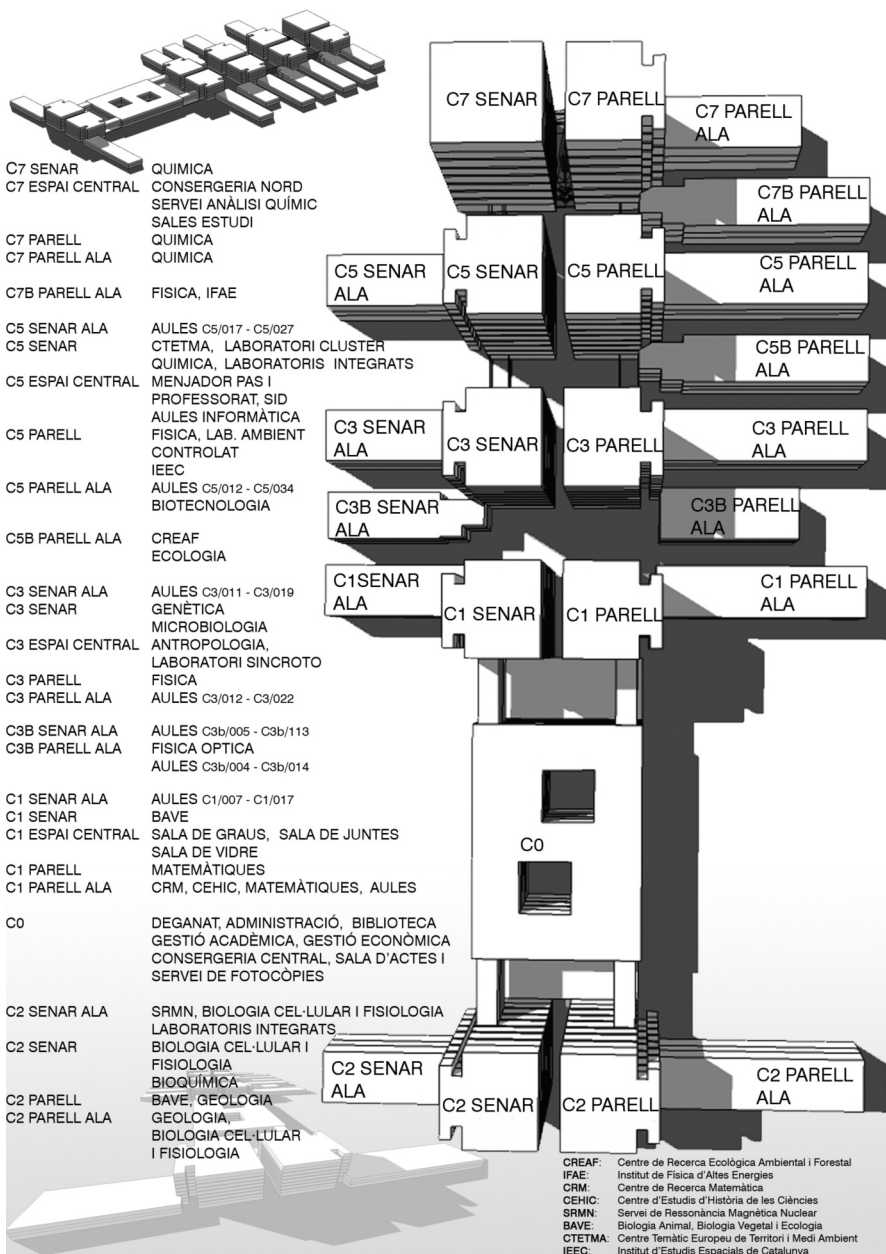 C7 SENAR QUIMICA
C7 ESPAI CENTRAL CONSERGERIA NORD
SERVEI ANÀLISI QUÍMIC
SALES ESTUDI
C7 PARELL QUIMICA
C7 PARELL ALA QUIMICA
C7B PARELL ALA FISICA, IFAE
C5 SENAR ALA AULES C5/017 - C5/027
C5 SENAR CTETMA, LABORATORI CLUSTER
QUIMICA, LABORATORIS INTEGRATS
C5 ESPAI CENTRAL MENJADOR PAS I
PROFESSORAT, SID
AULES INFORMÀTICA
C5 PARELL FISICA, LAB. AMBIENT
CONTROLAT
IEEC
C5 PARELL ALA AULES C5/012 - C5/034
BIOTECNOLOGIA
C5B PARELL ALA CREAF
ECOLOGIA
C3 SENAR ALA AULES C3/011 - C3/019
C3 SENAR GENÈTICA
MICROBIOLOGIA
C3 ESPAI CENTRAL ANTROPOLOGIA,
LABORATORI SINCROTO
C3 PARELL FISICA
C3 PARELL ALA AULES C3/012 - C3/022
C3B SENAR ALA AULES C3b/005 - C3b/113
C3B PARELL ALA FISICA OPTICA
AULES C3b/004 - C3b/014
C1 SENAR ALA AULES C1/007 - C1/017
C1 SENAR BAVE
C1 ESPAI CENTRAL SALA DE GRAUS, SALA DE JUNTES
SALA DE VIDRE
C1 PARELL MATEMÀTIQUES
C1 PARELL ALA CRM, CEHIC, MATEMÀTIQUES, AULES
C0 DEGANAT, ADMINISTRACIÓ, BIBLIOTECA
GESTIÓ ACADÈMICA, GESTIÓ ECONÒMICA
CONSERGERIA CENTRAL, SALA D'ACTES I
SERVEI DE FOTOCÒPIES
C2 SENAR ALA SRMN, BIOLOGIA CEL·LULAR I FISIOLOGIA
LABORATORIS INTEGRATS
C2 SENAR BIOLOGIA CEL·LULAR I
FISIOLOGIA
BIOQUÍMICA
C2 PARELL BAVE, GEOLOGIA
C2 PARELL ALA GEOLOGIA,
BIOLOGIA CEL·LULAR
I FISIOLOGIA
C7 SENAR
C7 PARELL
C7 PARELL
ALA
C7B PARELL
ALA
C5 SENAR
ALA
C5 SENAR
C5 PARELL
C5 PARELL
ALA
C5B PARELL
ALA
C3 SENAR
ALA
C3 SENAR
C3 PARELL
C3 PARELL
ALA
C3B SENAR
ALA
C3B PARELL
ALA
C1SENAR
ALA
C1 SENAR
C1 PARELL
C1 PARELL
ALA
C0
C2 SENAR
ALA
C2 SENAR
C2 PARELL
C2 PARELL
ALA
CREAF: Centre de Recerca Ecològica Ambiental i Forestal
IFAE: Institut de Física d'Altes Energies
CRM: Centre de Recerca Matemàtica
CEHIC: Centre d'Estudis d'Història de les Ciències
SRMN: Servei de Ressonància Magnètica Nuclear
BAVE: Biologia Animal, Biologia Vegetal i Ecologia
CTETMA: Centre Temàtic Europeu de Territori i Medi Ambient
IEEC: Institut d'Estudis Espacials de Catalunya